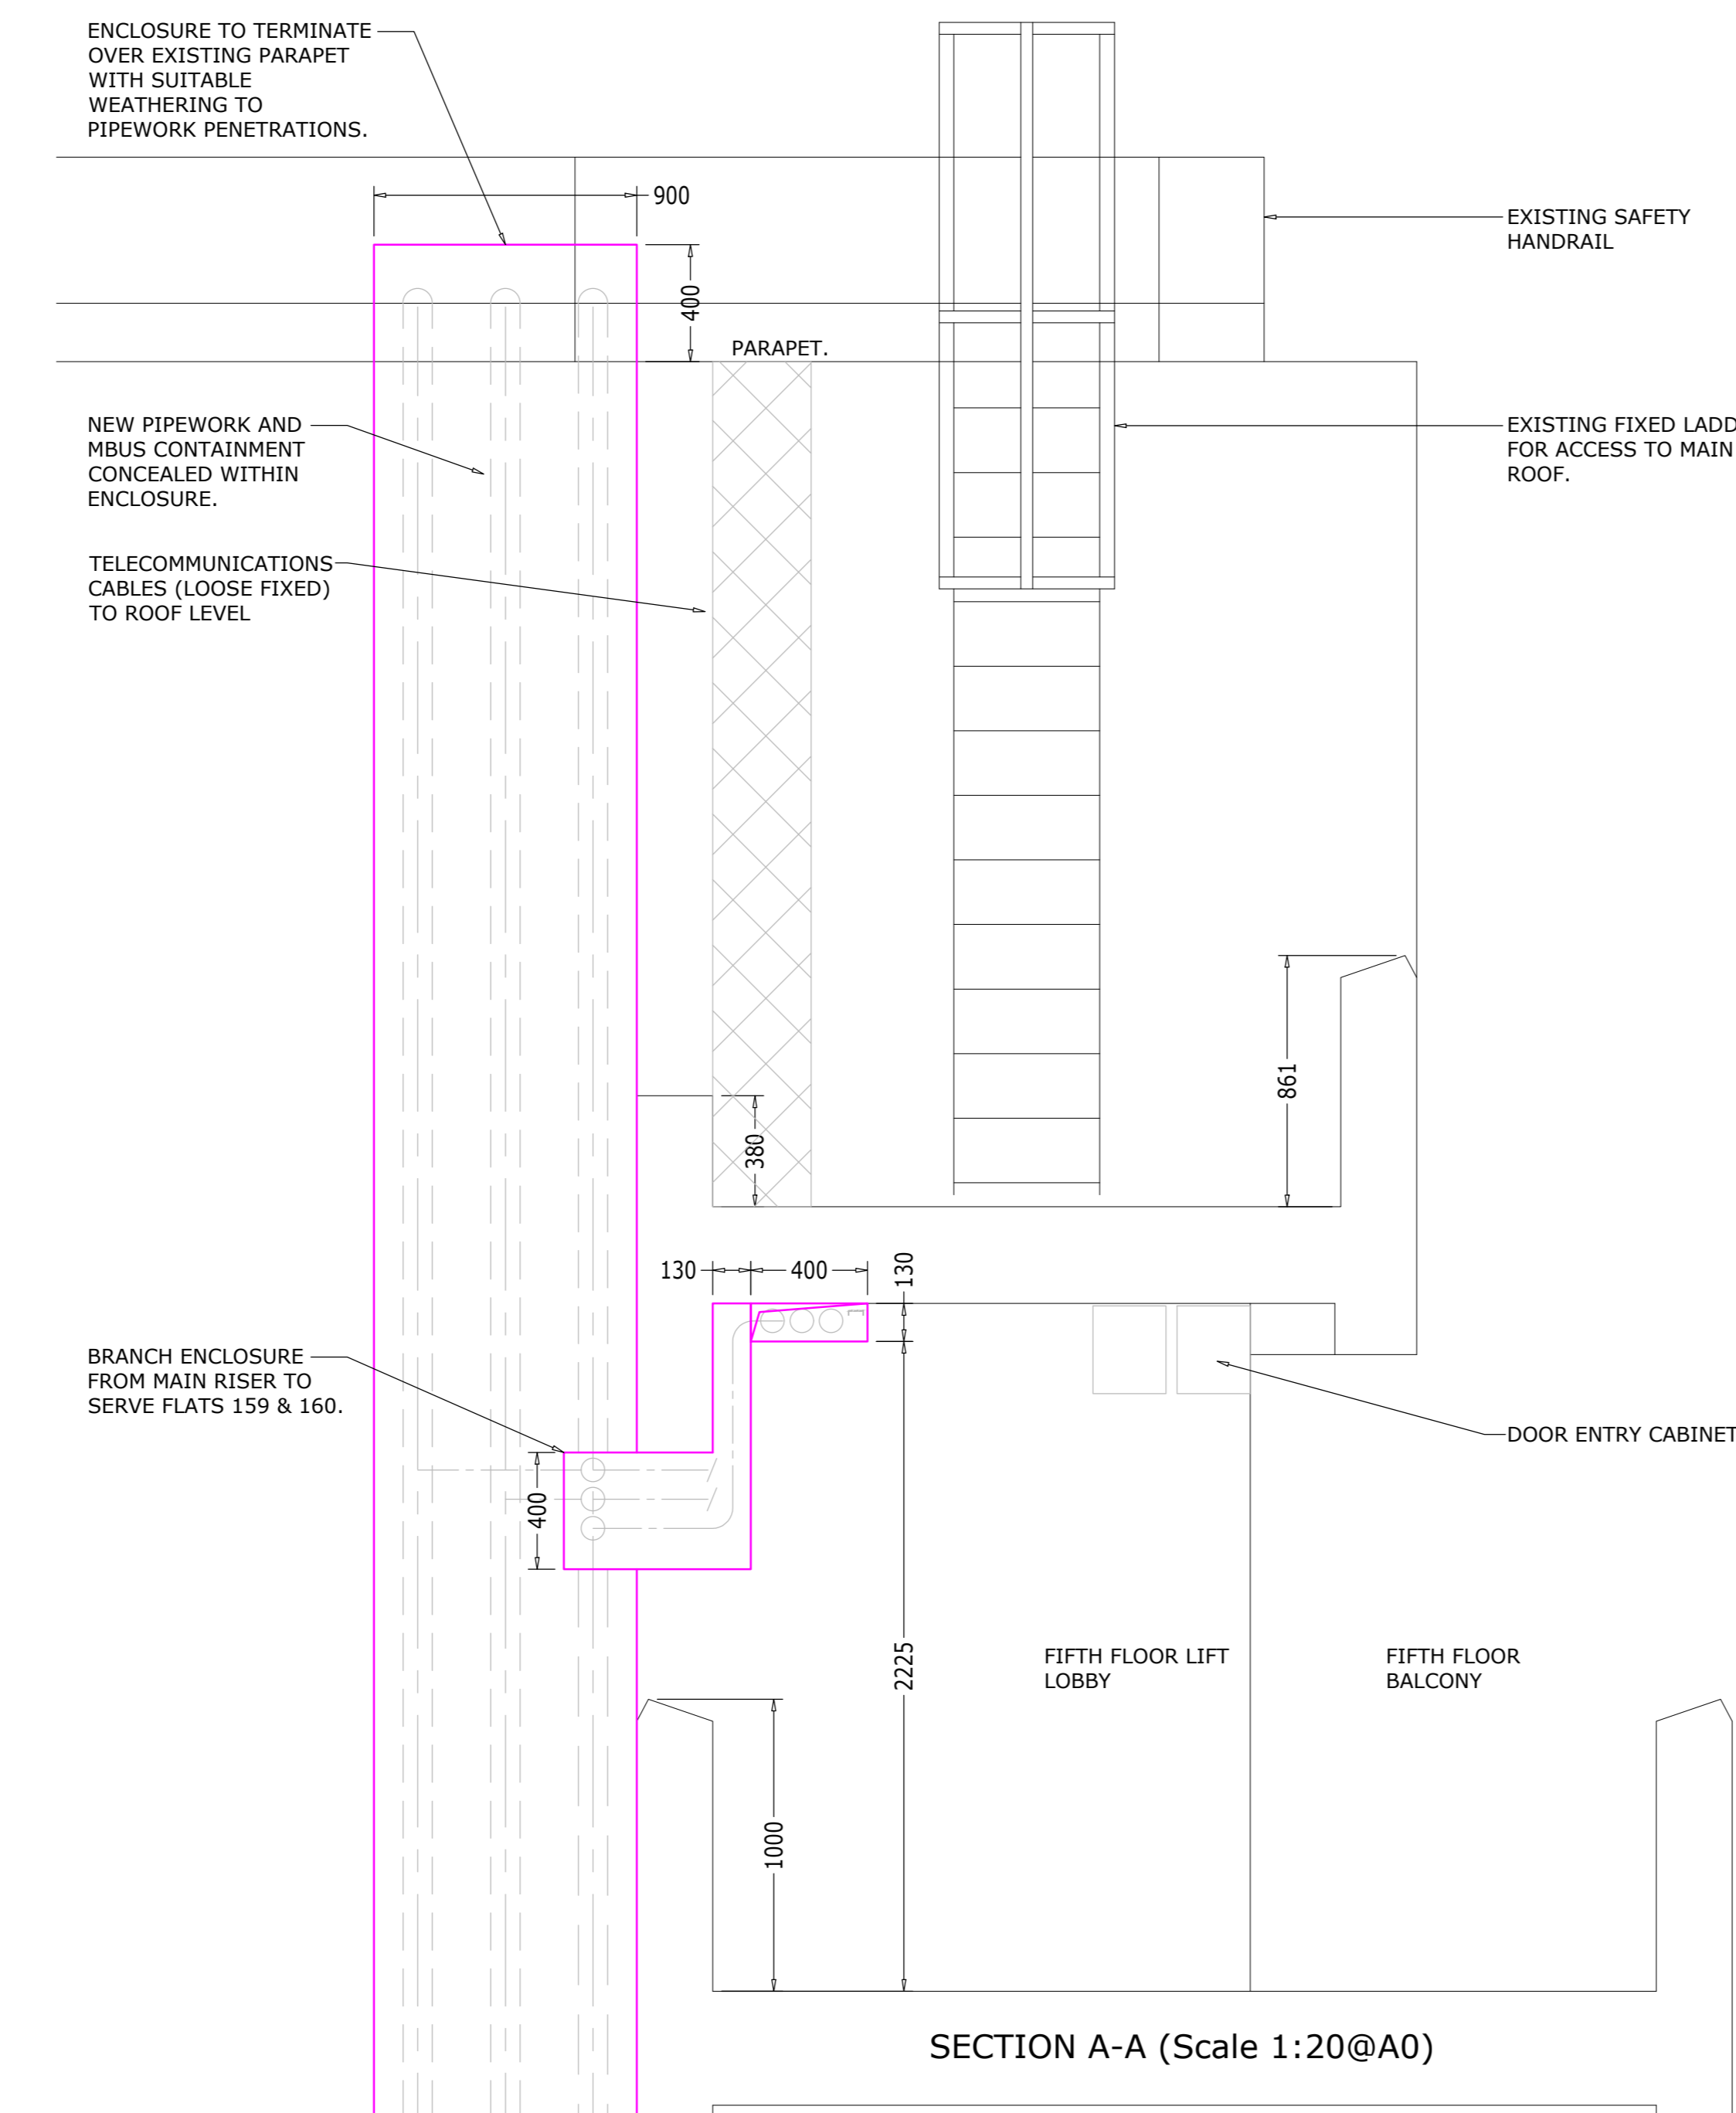 ENCLOSURE TO TERMINATE
OVER EXISTING PARAPET
WITH SUITABLE
WEATHERING TO
PIPEWORK PENETRATIONS.
900
EXISTING SAFETY
HANDRAIL
400
PARAPET.
NEW PIPEWORK AND
MBUS CONTAINMENT
CONCEALED WITHIN
ENCLOSURE.
EXISTING FIXED LADD
FOR ACCESS TO MAIN
ROOF.
TELECOMMUNICATIONS
CABLES (LOOSE FIXED)
TO ROOF LEVEL
861
380
130
400
130
BRANCH ENCLOSURE
FROM MAIN RISER TO
SERVE FLATS 159 & 160.
DOOR ENTRY CABINET
400
2225
FIFTH FLOOR LIFT
LOBBY
FIFTH FLOOR
BALCONY
1000
SECTION A-A (Scale 1:20@A0)